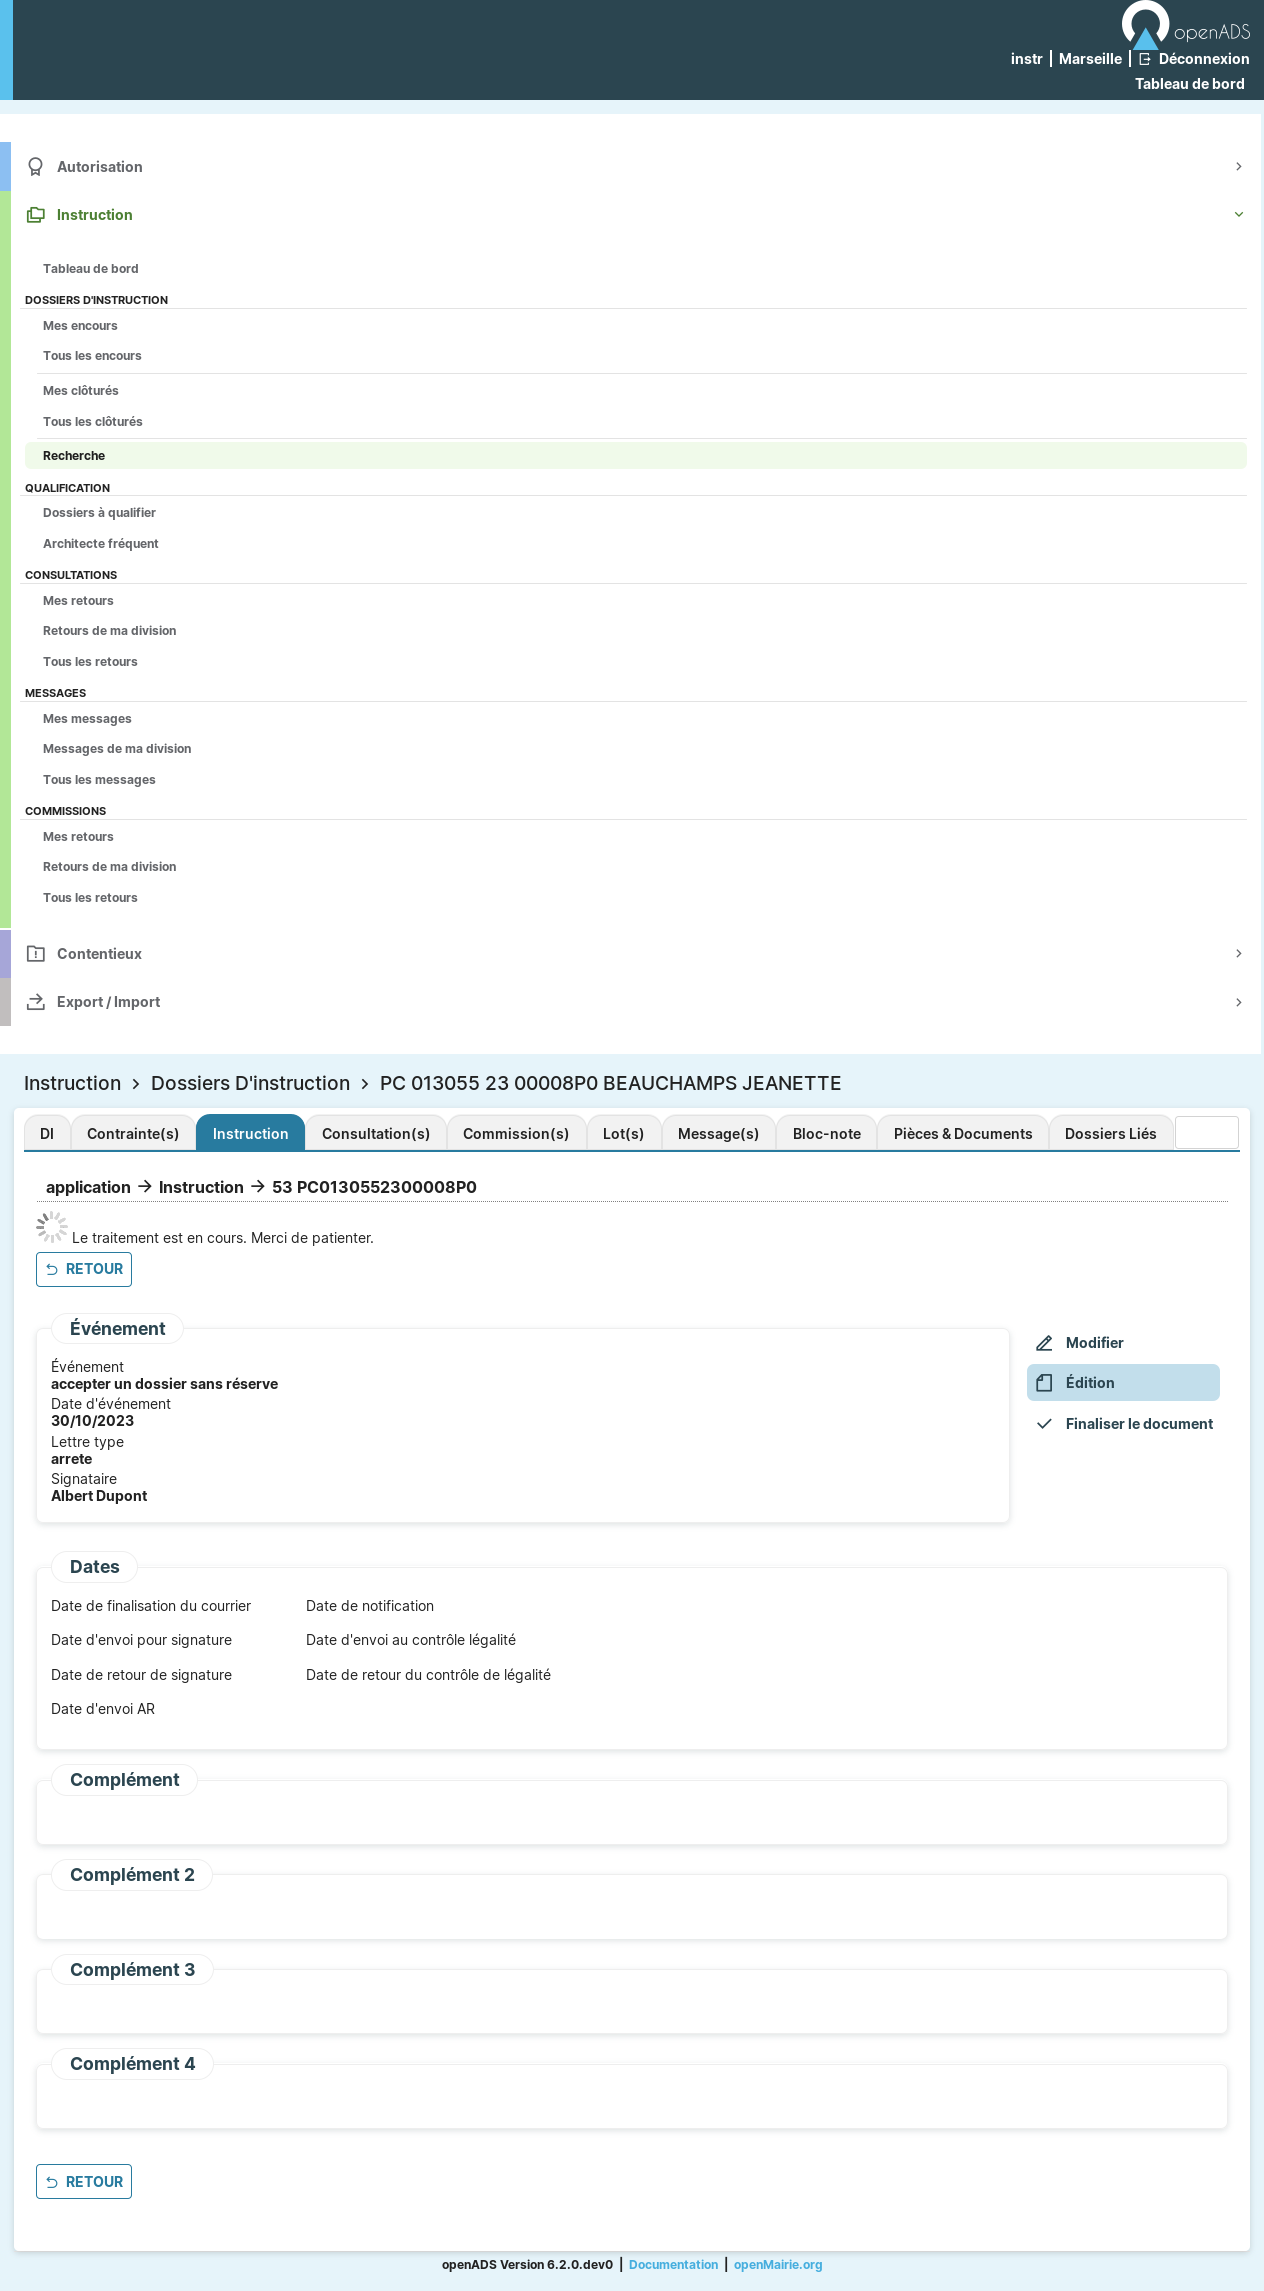 openADS
instr | Marseille | Déconnexion
Tableau de bord
Autorisation
Instruction
Tableau de bord
DOSSIERS D'INSTRUCTION
Mes encours
Tous les encours
Mes clôturés
Tous les clôturés
Recherche
QUALIFICATION
Dossiers à qualifier
Architecte fréquent
CONSULTATIONS
Mes retours
Retours de ma division
Tous les retours
MESSAGES
Mes messages
Messages de ma division
Tous les messages
COMMISSIONS
Mes retours
Retours de ma division
Tous les retours
Contentieux
Export / Import
Instruction > Dossiers D'instruction > PC 013055 23 00008P0 BEAUCHAMPS JEANETTE
DI Contrainte(s) Instruction Consultation(s) Commission(s) Lot(s) Message(s) Bloc-note Pièces & Documents Dossiers Liés
application → Instruction → 53 PC0130552300008P0
Le traitement est en cours. Merci de patienter.
RETOUR
Événement
Événement
accepter un dossier sans réserve
Date d'événement
30/10/2023
Lettre type
arrete
Signataire
Albert Dupont
Modifier
Édition
Finaliser le document
Dates
Date de finalisation du courrier Date de notification
Date d'envoi pour signature Date d'envoi au contrôle légalité
Date de retour de signature Date de retour du contrôle de légalité
Date d'envoi AR
Complément
Complément 2
Complément 3
Complément 4
RETOUR
openADS Version 6.2.0.dev0 | Documentation | openMairie.org